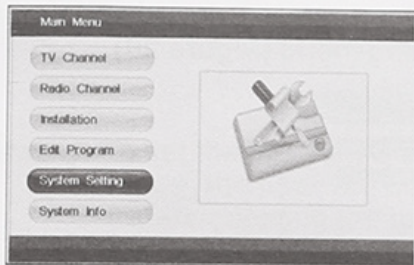 Main Menu
TV Channel
Radio Channel
Installation
Edit Program
System Setting
System Info